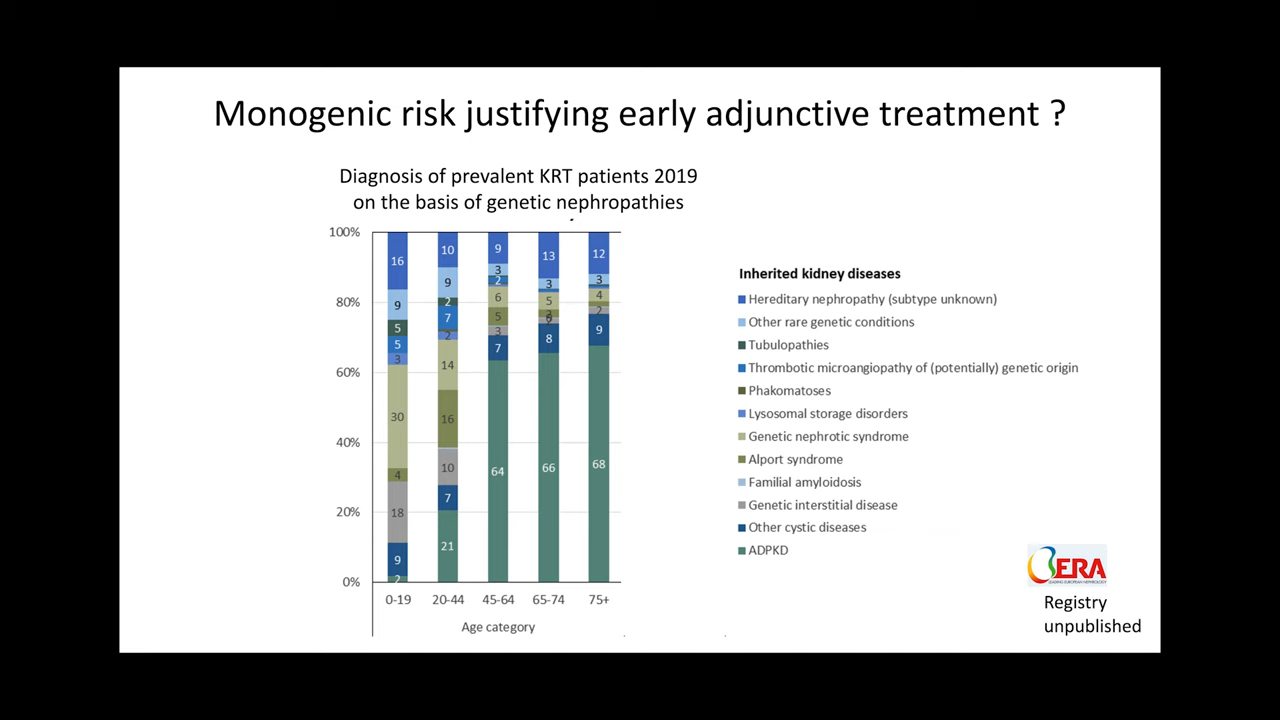 Monogenic risk justifying early adjunctive treatment ?
Diagnosis of prevalent KRT patients 2019
on the basis of genetic nephropathies
100%
80%
60%
40%
20%
0%
16
9
5
5
3
30
4
18
9
2
10
9
2
7
2
14
16
10
7
21
9
3
2
6
5
3
7
64
13
3
5
8
66
12
3
4
2
9
68
0-19
20-44
45-64
65-74
75+
Age category
Inherited kidney diseases
Hereditary nephropathy (subtype unknown)
Other rare genetic conditions
Tubulopathies
Thrombotic microangiopathy of (potentially) genetic origin
Phakomatoses
Lysosomal storage disorders
Genetic nephrotic syndrome
Alport syndrome
Familial amyloidosis
Genetic interstitial disease
Other cystic diseases
ADPKD
ERA
LEADING EUROPEAN NEPHROLOGY
Registry
unpublished